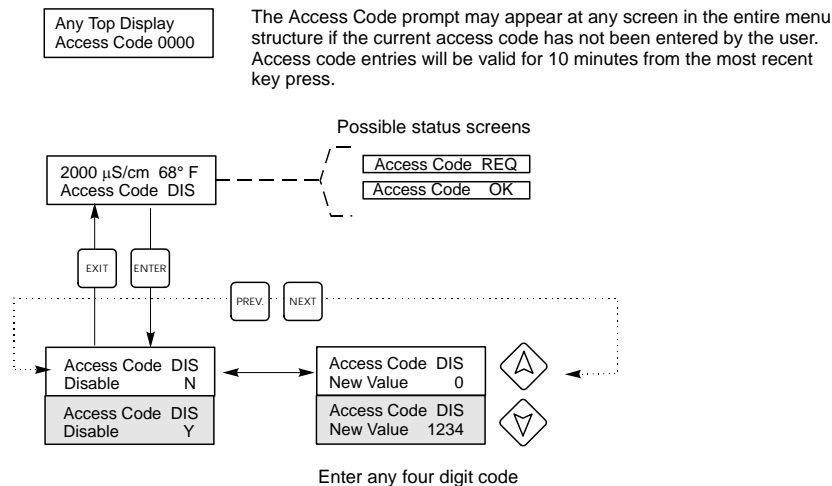 Any Top Display
Access Code 0000
The Access Code prompt may appear at any screen in the entire menu
structure if the current access code has not been entered by the user.
Access code entries will be valid for 10 minutes from the most recent
key press.
Possible status screens
2000 μS/cm 68° F
Access Code DIS
Access Code REQ
Access Code OK
EXIT
ENTER
PREV.
NEXT
Access Code DIS
Disable N
Access Code DIS
Disable Y
Access Code DIS
New Value 0
Access Code DIS
New Value 1234
Enter any four digit code